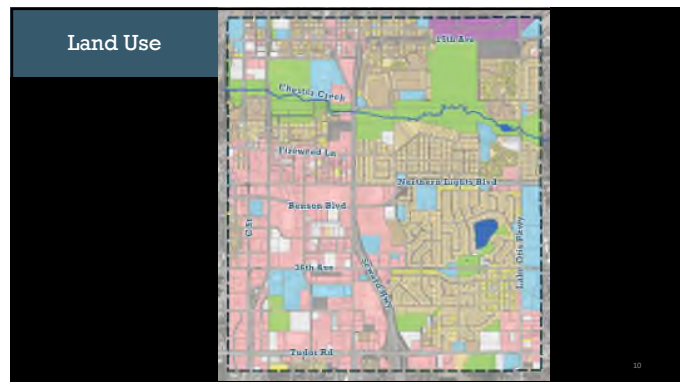 Land Use
15th Ave
Chester Creek
Fireweed Ln
Northern Lights Blvd
Benson Blvd
C St
Lake Otis Pkwy
36th Ave
Seward Hwy
Tudor Rd
10